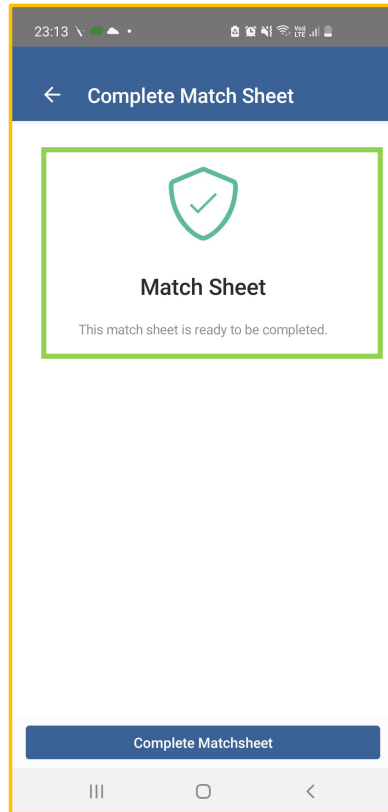 23:13
Complete Match Sheet
Match Sheet
This match sheet is ready to be completed.
Complete Matchsheet